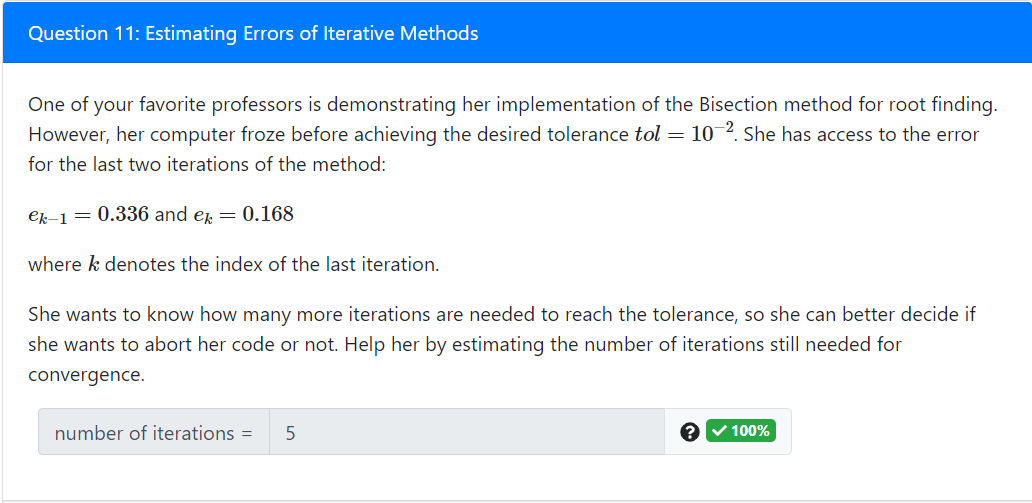 Question 11: Estimating Errors of Iterative Methods
One of your favorite professors is demonstrating her implementation of the Bisection method for root finding.
However, her computer froze before achieving the desired tolerance tol = 10⁻². She has access to the error
for the last two iterations of the method:
eₖ₋₁ = 0.336 and eₖ = 0.168
where k denotes the index of the last iteration.
She wants to know how many more iterations are needed to reach the tolerance, so she can better decide if
she wants to abort her code or not. Help her by estimating the number of iterations still needed for
convergence.
number of iterations = 5 ? ✓ 100%